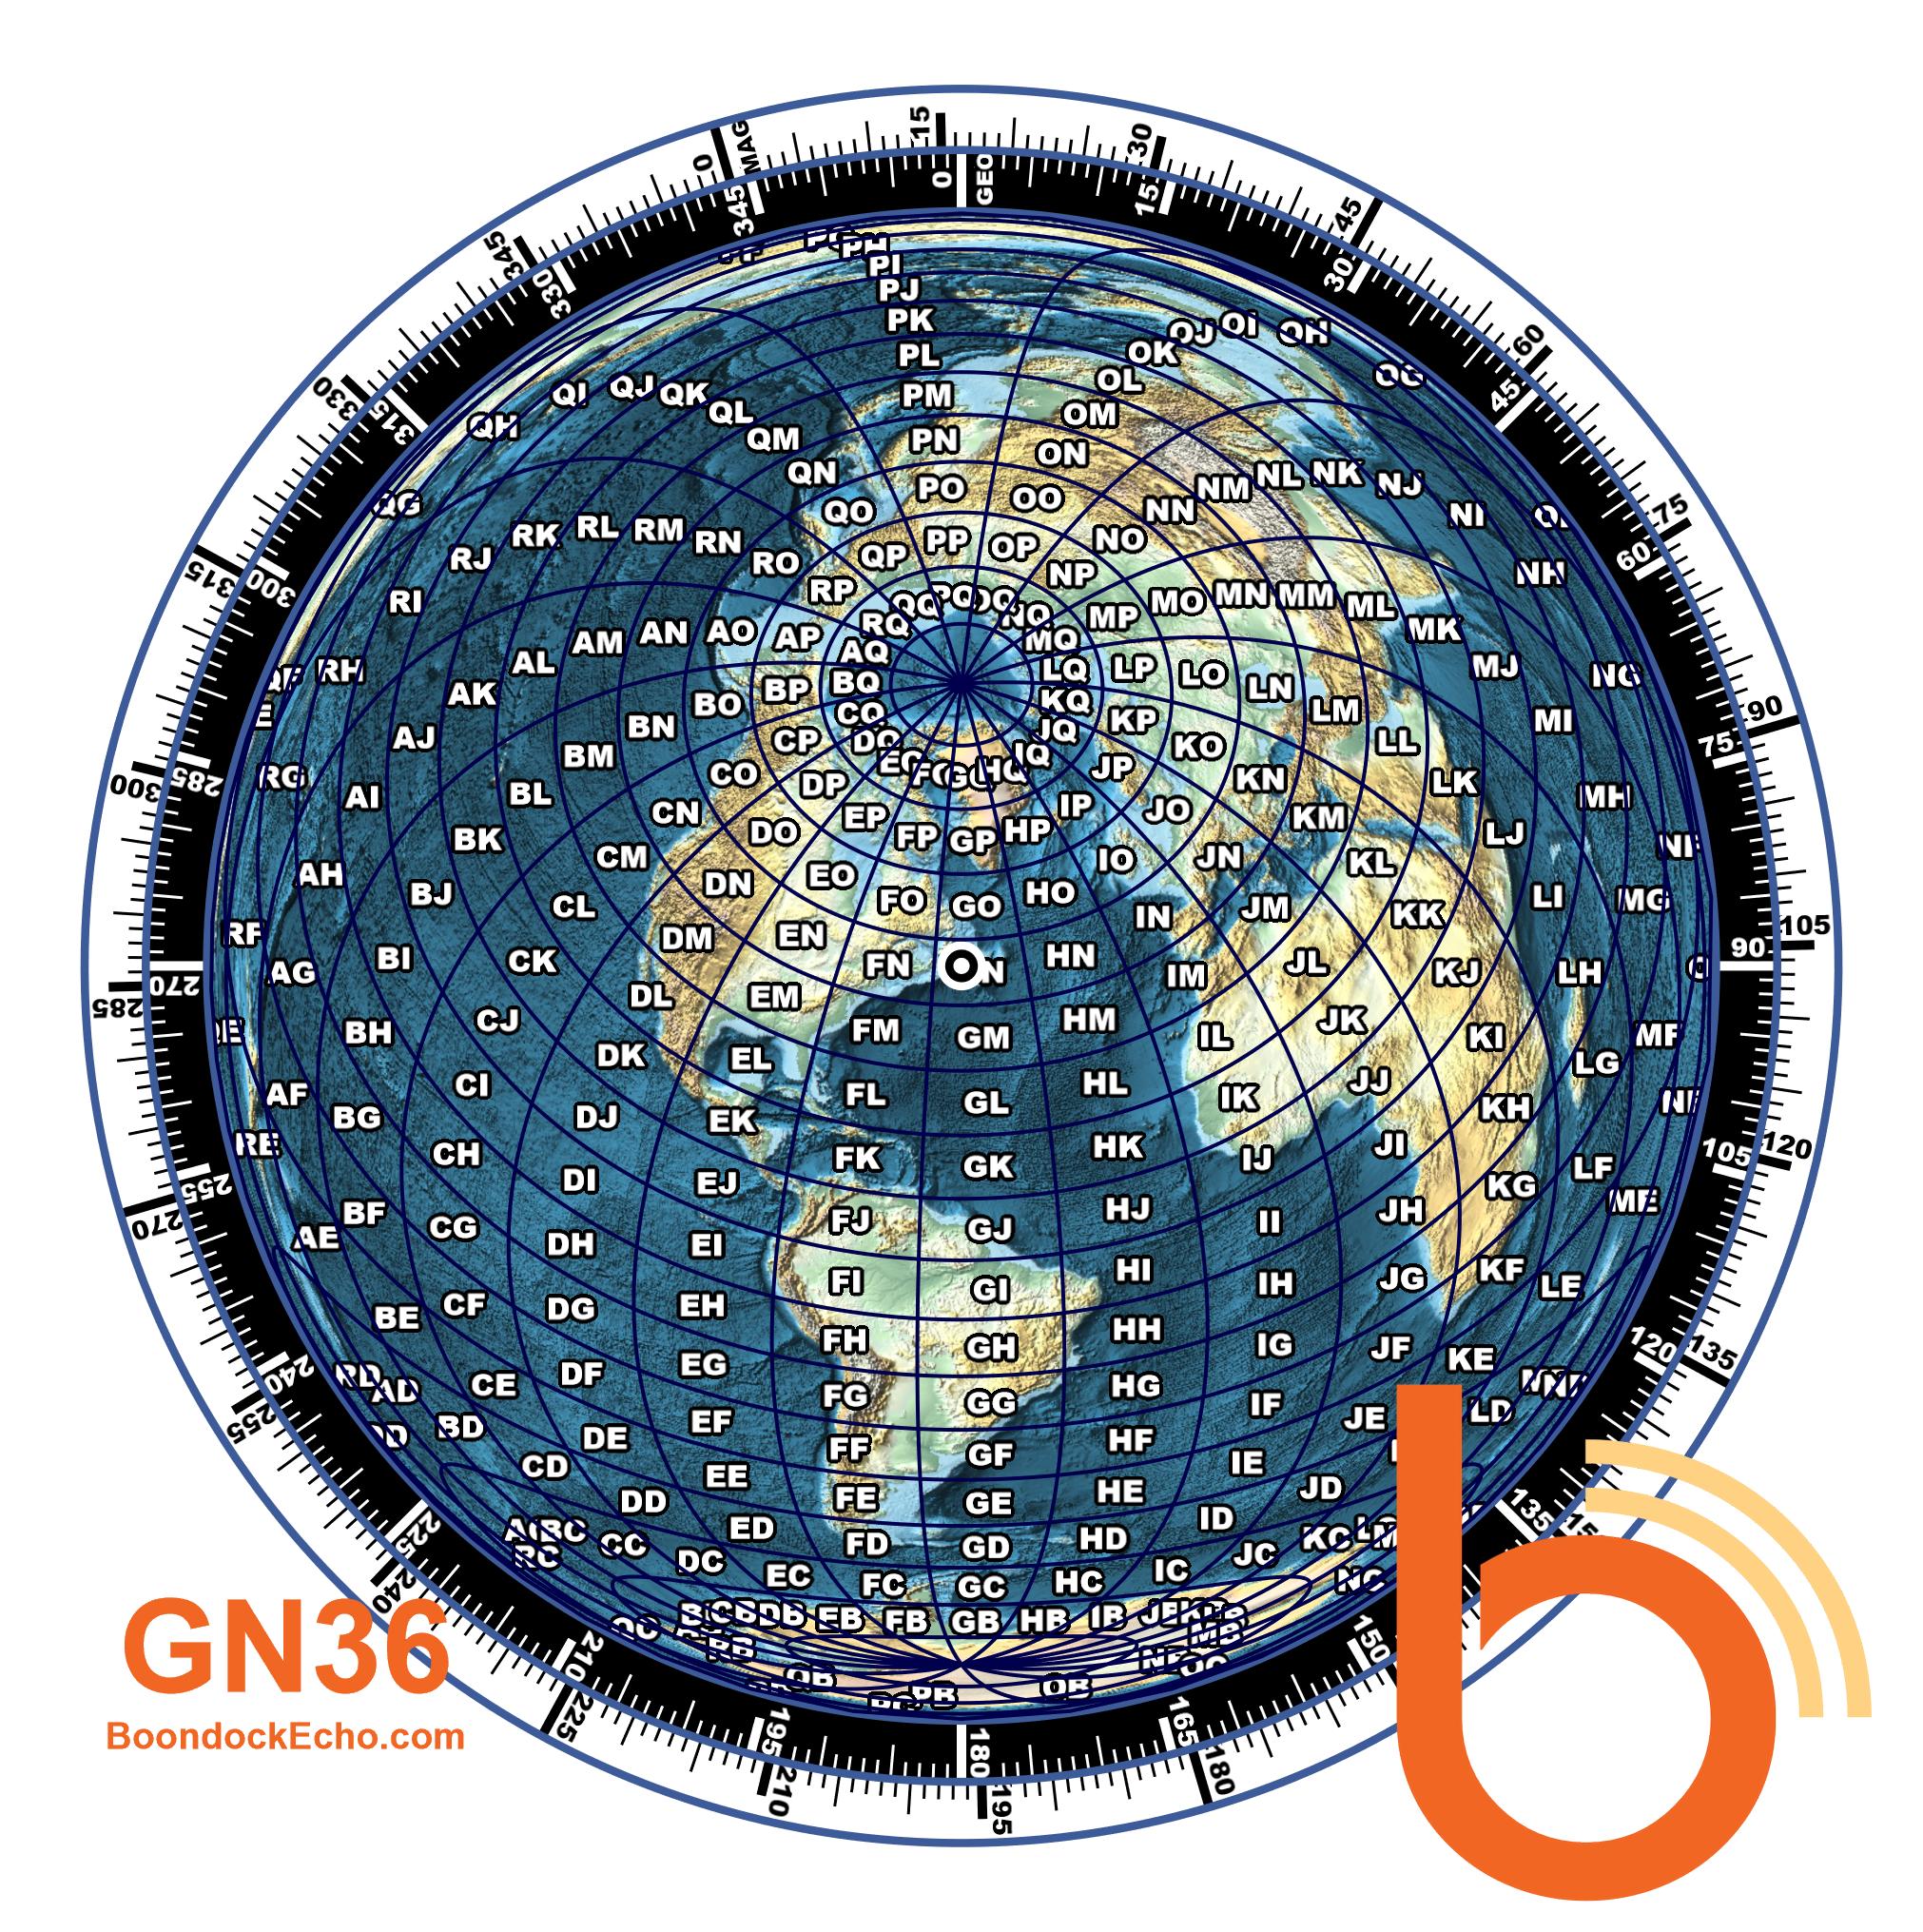 15
0 MAG
0 GEO
30
15
345
45
30
345
330
60
45
330
315
75
60
315
300
90
75
300
285
105
90
285
270
120
105
270
255
135
120
255
240
135
240
225
150
225
210
165
180
210
195
180
195
PH
PI
PJ
PK
PL
PM
PN
PO
PP
OJ OI OH
OK
OG
OL
OM
ON
OO
OP
QI QJ QK
QH
QL
QM
QN
QO
QP
QG
NM NL NK NJ
NN
NI
NH
NO
NP
RK RL RM RN
RJ
RO
RI
RP
RQ
RH
RG
MP MO MN MM ML
MK
MQ
MJ
NG
MI
MH
AM AN AO AP
AL
AQ
AK
AJ
AI
AH
LQ LP LO LN
LM
LL
LK
LJ
LI
MG
LH
MF
LG
LF
ME
LE
LD
BQ
BP
BO
BN
BM
BL
BK
BJ
BI
BH
BG
BF
BE
BD
KQ
KP
KO
KN
KM
KL
KK
KJ
KI
KH
KG
KF
KE
CQ
CP
CO
CN
CM
CL
CK
CJ
CI
CH
CG
CF
CE
CD
CC
JQ
JP
JO
JN
JM
JL
JK
JJ
JI
JH
JG
JF
JE
JD
JC
DP
DO
DN
DM
DL
DK
DJ
DI
DH
DG
DF
DE
DD
DC
IQ
IP
IO
IN
IM
IL
IK
IJ
II
IH
IG
IF
IE
ID
IC
IB
EP
EO
EN
EM
EL
EK
EJ
EI
EH
EG
EF
EE
ED
EC
EB
HQ
HP
HO
HN
HM
HL
HK
HJ
HI
HH
HG
HF
HE
HD
HC
HB
FP
FO
FN
FM
FL
FK
FJ
FI
FH
FG
FF
FE
FD
FC
FB
GP
GO
GM
GL
GK
GJ
GI
GH
GG
GF
GE
GD
GC
GB
RF
AG
AF
RE
AE
AD
BC
RC
RB
QB
PB
OB
MB
NC
KC
GN36
BoondockEcho.com
b